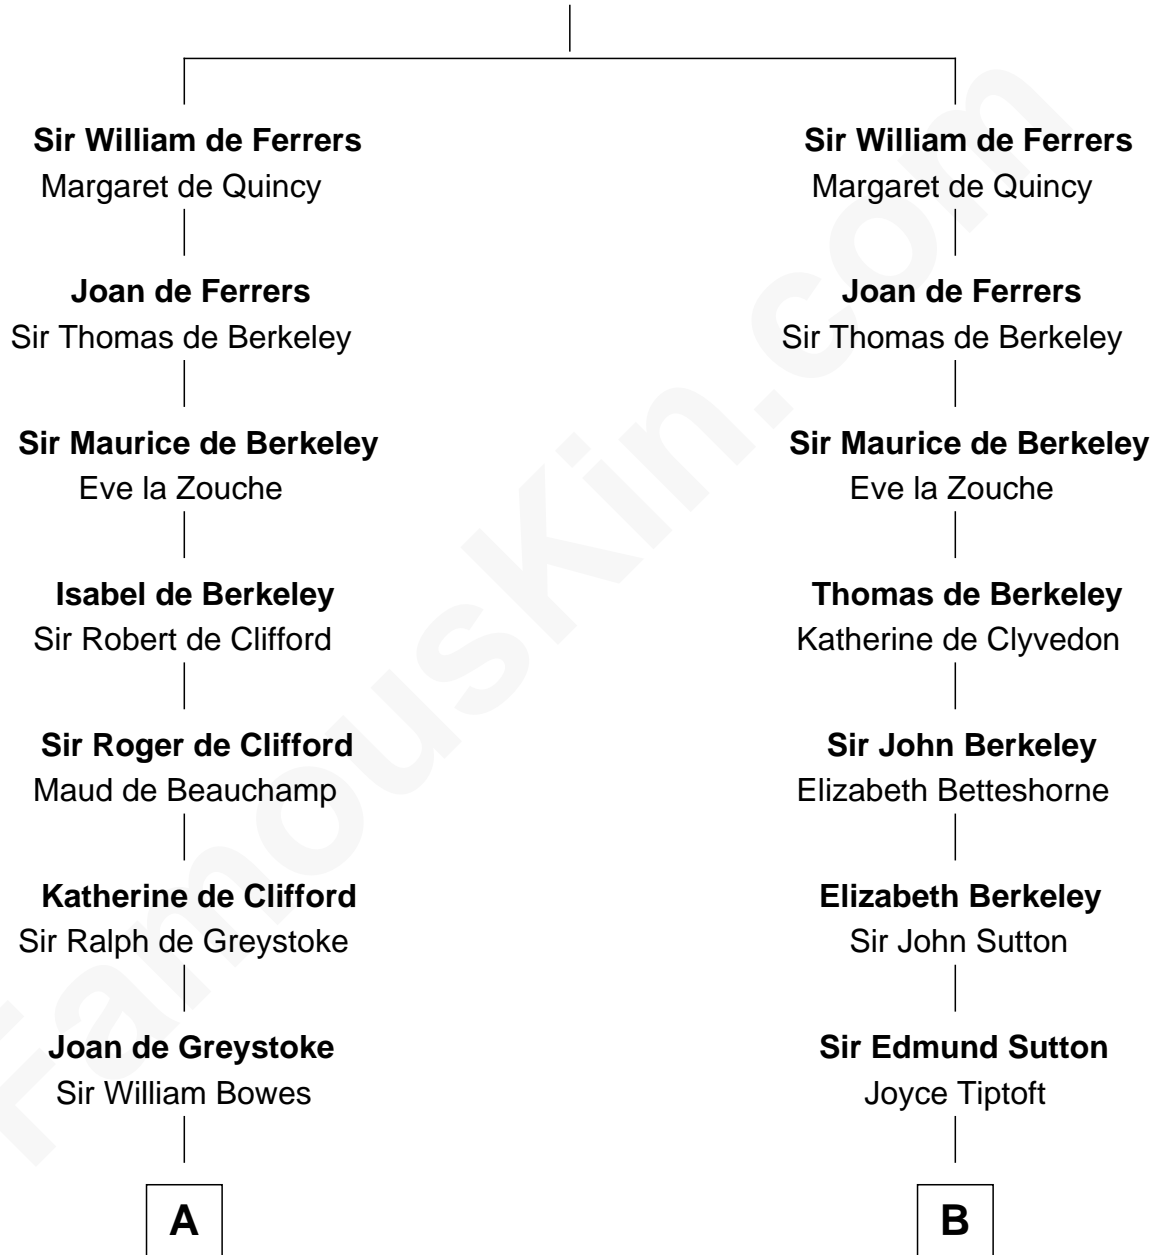 Sir William de Ferrers
Margaret de Quincy
Joan de Ferrers
Sir Thomas de Berkeley
Sir Maurice de Berkeley
Eve la Zouche
Isabel de Berkeley
Sir Robert de Clifford
Sir Roger de Clifford
Maud de Beauchamp
Katherine de Clifford
Sir Ralph de Greystoke
Joan de Greystoke
Sir William Bowes
A
Sir William de Ferrers
Margaret de Quincy
Joan de Ferrers
Sir Thomas de Berkeley
Sir Maurice de Berkeley
Eve la Zouche
Thomas de Berkeley
Katherine de Clyvedon
Sir John Berkeley
Elizabeth Betteshorne
Elizabeth Berkeley
Sir John Sutton
Sir Edmund Sutton
Joyce Tiptoft
B
FamousKin.com